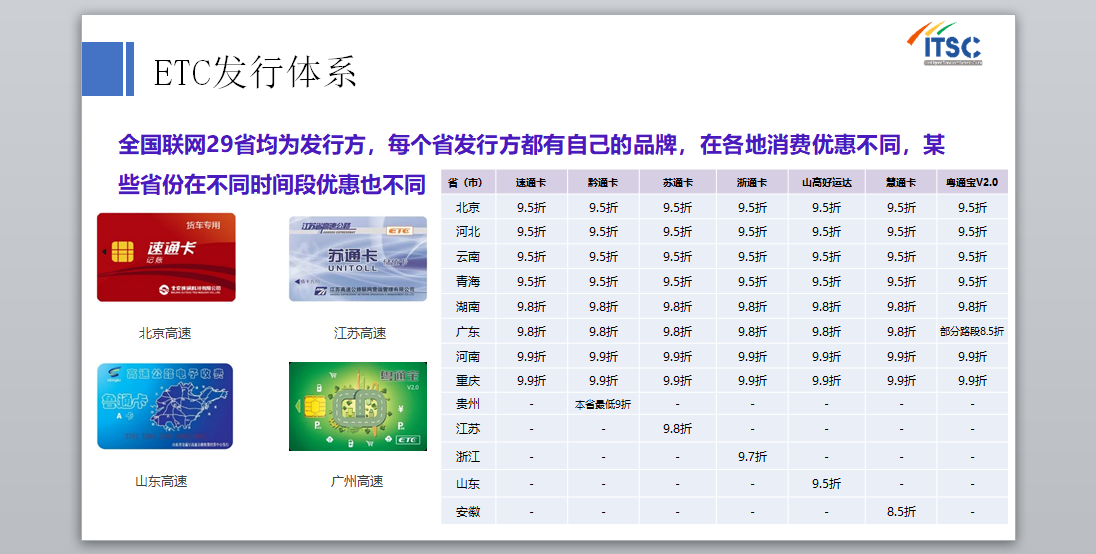 ITSC
ETC发行体系
全国联网29省均为发行方，每个省发行方都有自己的品牌，在各地消费优惠不同，某
些省份在不同时间段优惠也不同
货车专用
速通卡
记账
北京高速
江苏省高速公路
ETC
苏通卡
UNITOLL
江苏高速
高速公路电子收费
鲁通卡
A 卡
山东高速
粤通宝
V2.0
ETC
广州高速
省（市） 速通卡 黔通卡 苏通卡 浙通卡 山高好运达 慧通卡 粤通宝V2.0
北京 9.5折 9.5折 9.5折 9.5折 9.5折 9.5折 9.5折
河北 9.5折 9.5折 9.5折 9.5折 9.5折 9.5折 9.5折
云南 9.5折 9.5折 9.5折 9.5折 9.5折 9.5折 9.5折
青海 9.5折 9.5折 9.5折 9.5折 9.5折 9.5折 9.5折
湖南 9.8折 9.8折 9.8折 9.8折 9.8折 9.8折 9.8折
广东 9.8折 9.8折 9.8折 9.8折 9.8折 9.8折 部分路段8.5折
河南 9.9折 9.9折 9.9折 9.9折 9.9折 9.9折 9.9折
重庆 9.9折 9.9折 9.9折 9.9折 9.9折 9.9折 9.9折
贵州 - 本省最低9折 - - - - -
江苏 - - 9.8折 - - - -
浙江 - - - 9.7折 - - -
山东 - - - - 9.5折 - -
安徽 - - - - - 8.5折 -